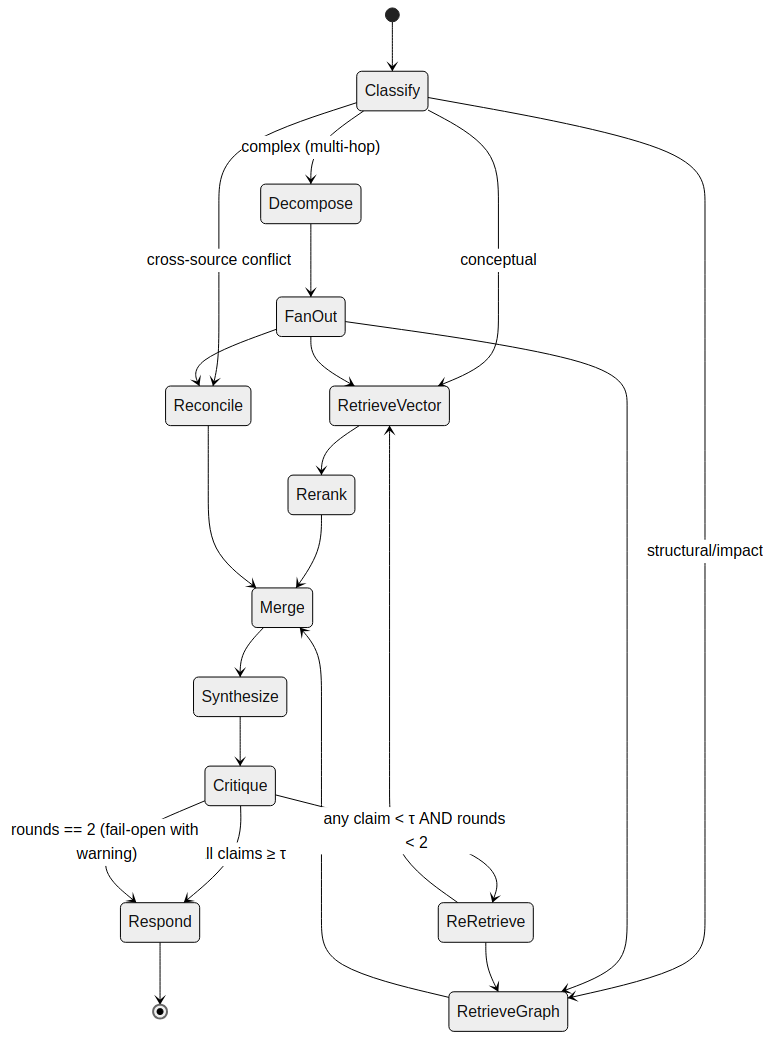 Classify
complex (multi-hop)
Decompose
cross-source conflict
conceptual
FanOut
Reconcile
RetrieveVector
Rerank
structural/impact
Merge
Synthesize
Critique
rounds == 2 (fail-open with
warning)
ll claims ≥ τ
any claim < τ AND rounds
< 2
Respond
ReRetrieve
RetrieveGraph